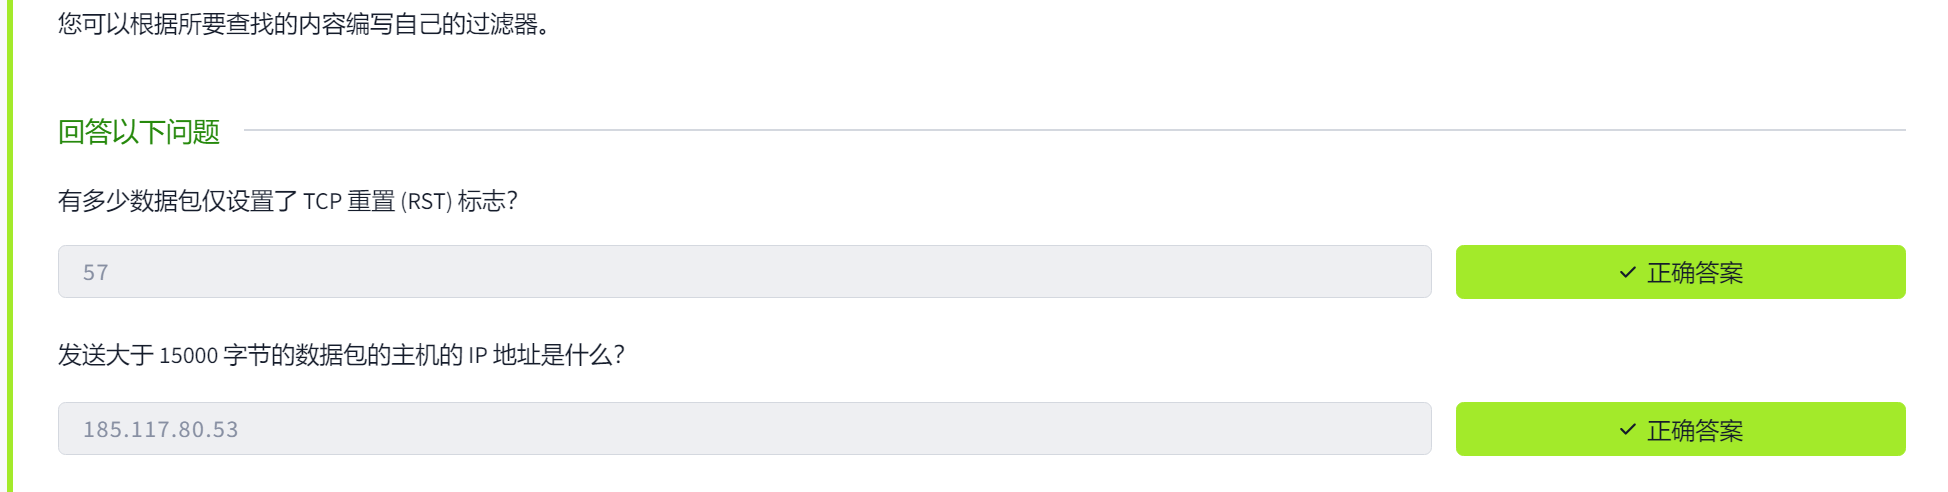 您可以根据所要查找的内容编写自己的过滤器。
回答以下问题
有多少数据包仅设置了 TCP 重置 (RST) 标志？
57
正确答案
发送大于 15000 字节的数据包的主机的 IP 地址是什么？
185.117.80.53
正确答案